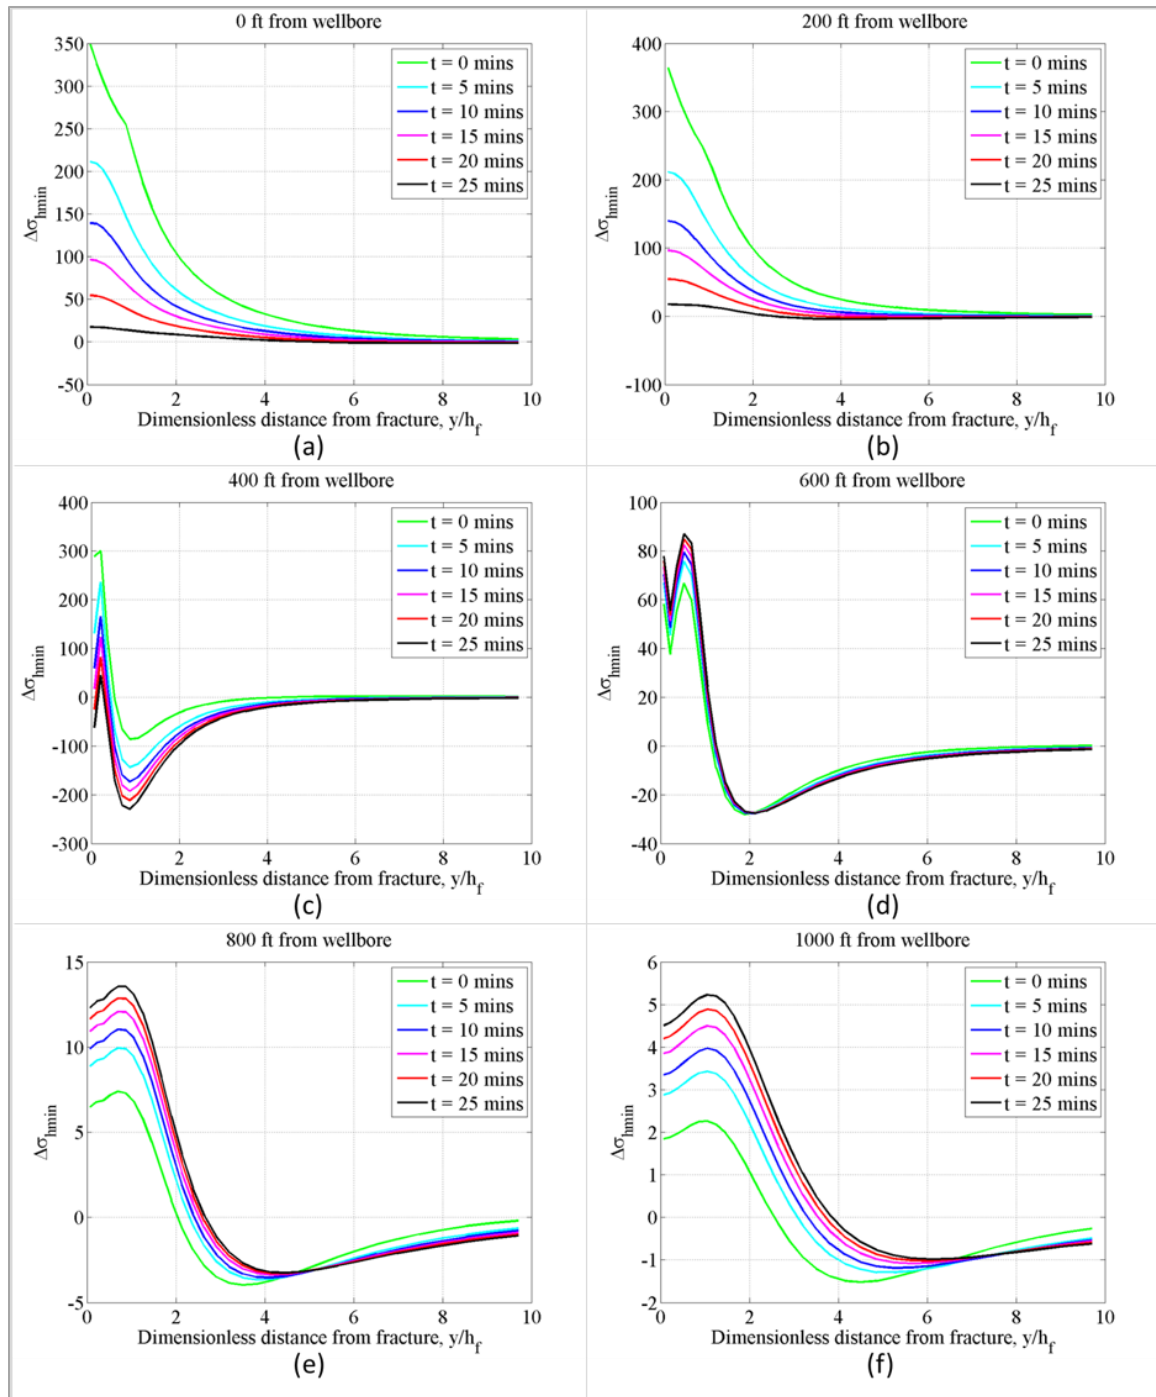 0 ft from wellbore
350
300
250
200
150
100
50
0
-50
Δσhmin
t = 0 mins
t = 5 mins
t = 10 mins
t = 15 mins
t = 20 mins
t = 25 mins
0 2 4 6 8 10
Dimensionless distance from fracture, y/hf
(a)
200 ft from wellbore
400
300
200
100
0
-100
Δσhmin
t = 0 mins
t = 5 mins
t = 10 mins
t = 15 mins
t = 20 mins
t = 25 mins
0 2 4 6 8 10
Dimensionless distance from fracture, y/hf
(b)
400 ft from wellbore
400
300
200
100
0
-100
-200
-300
Δσhmin
t = 0 mins
t = 5 mins
t = 10 mins
t = 15 mins
t = 20 mins
t = 25 mins
0 2 4 6 8 10
Dimensionless distance from fracture, y/hf
(c)
600 ft from wellbore
100
80
60
40
20
0
-20
-40
Δσhmin
t = 0 mins
t = 5 mins
t = 10 mins
t = 15 mins
t = 20 mins
t = 25 mins
0 2 4 6 8 10
Dimensionless distance from fracture, y/hf
(d)
800 ft from wellbore
15
10
5
0
-5
Δσhmin
t = 0 mins
t = 5 mins
t = 10 mins
t = 15 mins
t = 20 mins
t = 25 mins
0 2 4 6 8 10
Dimensionless distance from fracture, y/hf
(e)
1000 ft from wellbore
6
5
4
3
2
1
0
-1
-2
Δσhmin
t = 0 mins
t = 5 mins
t = 10 mins
t = 15 mins
t = 20 mins
t = 25 mins
0 2 4 6 8 10
Dimensionless distance from fracture, y/hf
(f)